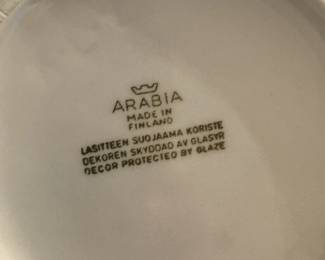 ARABIA
MADE IN
FINLAND
LASITTEEN SUOJAAMA KORISTE
DEKOREN SKYDDAD AV GLASYR
DECOR PROTECTED BY GLAZE